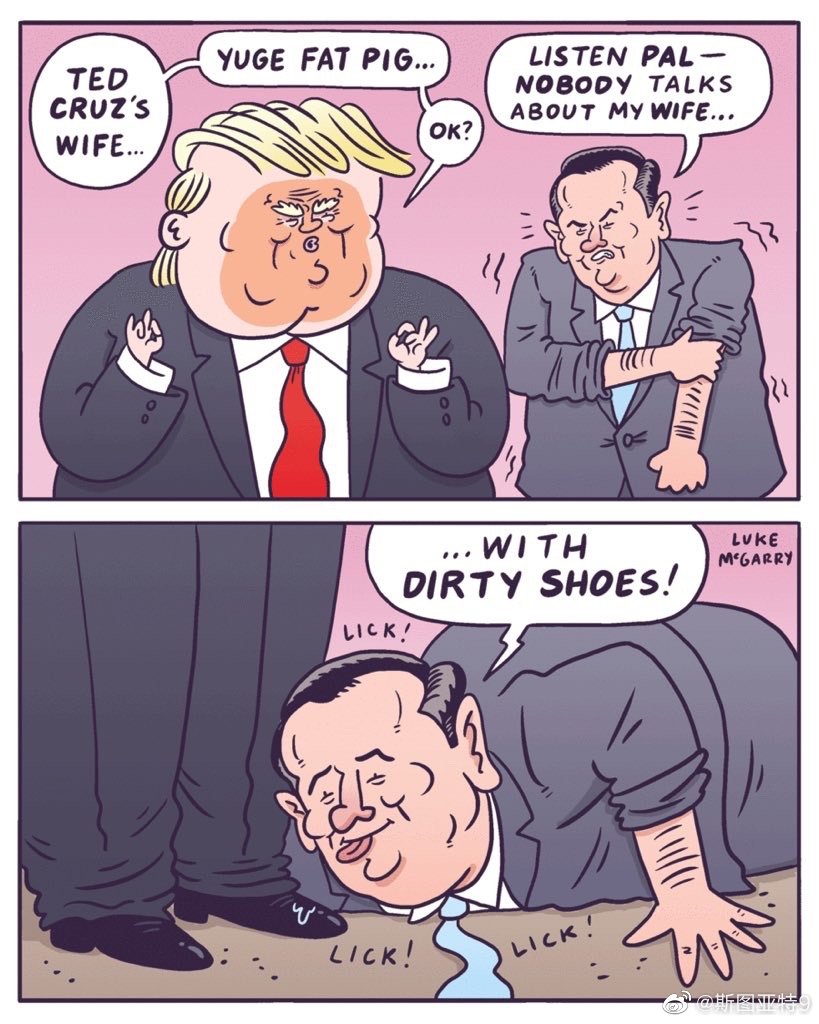 TED
CRUZ'S
WIFE...
YUGE FAT PIG...
OK?
LISTEN PAL—
NOBODY TALKS
ABOUT MY WIFE...
...WITH
DIRTY SHOES!
LUKE
McGARRY
LICK!
LICK!
LICK!
@斯图亚特9